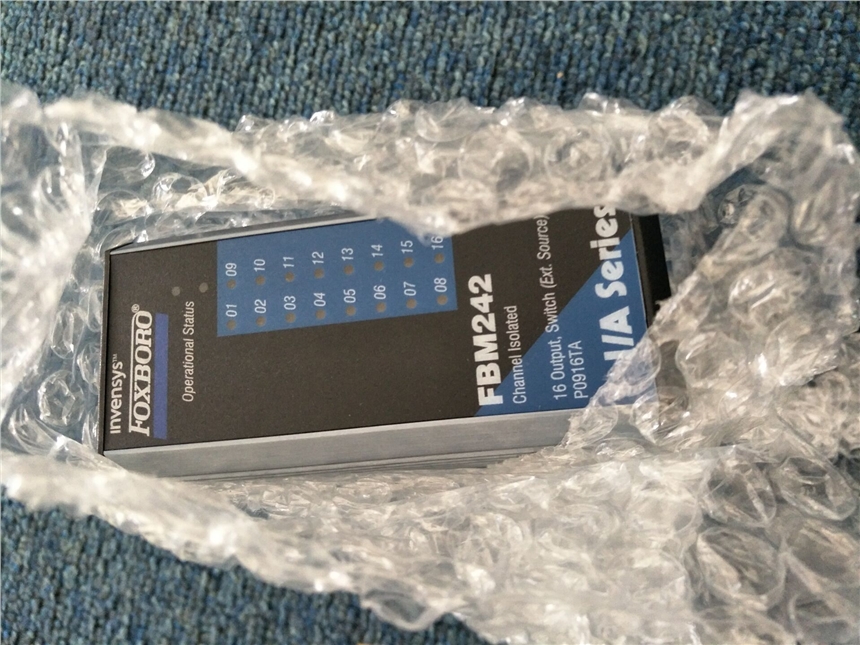 invensys™
FOXBORO®
Operational Status
01 09
02 10
03 11
04 12
05 13
06 14
07 15
08 16
FBM242
Channel Isolated
16 Output, Switch (Ext. Source)
P0916TA
I/A Series